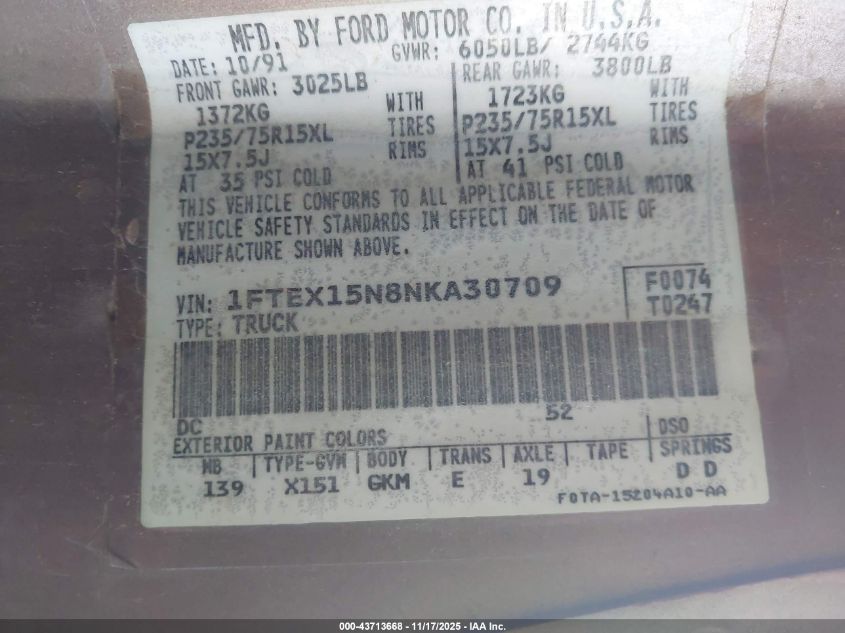 MFD. BY FORD MOTOR CO. IN U.S.A.
DATE: 10/91 GVWR: 6050LB/ 2744KG
FRONT GAWR: 3025LB REAR GAWR: 3800LB
1372KG WITH 1723KG WITH
P235/75R15XL TIRES P235/75R15XL TIRES
15X7.5J RIMS 15X7.5J RIMS
AT 35 PSI COLD AT 41 PSI COLD
THIS VEHICLE CONFORMS TO ALL APPLICABLE FEDERAL MOTOR
VEHICLE SAFETY STANDARDS IN EFFECT ON THE DATE OF
MANUFACTURE SHOWN ABOVE.
VIN: 1FTEX15N8NKA30709 F0074
TYPE: TRUCK T0247
DC 52
EXTERIOR PAINT COLORS DSO
WB TYPE-GVM BODY TRANS AXLE TAPE SPRINGS
139 X151 GKM E 19 D D
F0TA-15204A10-AA
000-43713668 - 11/17/2025 - IAA Inc.